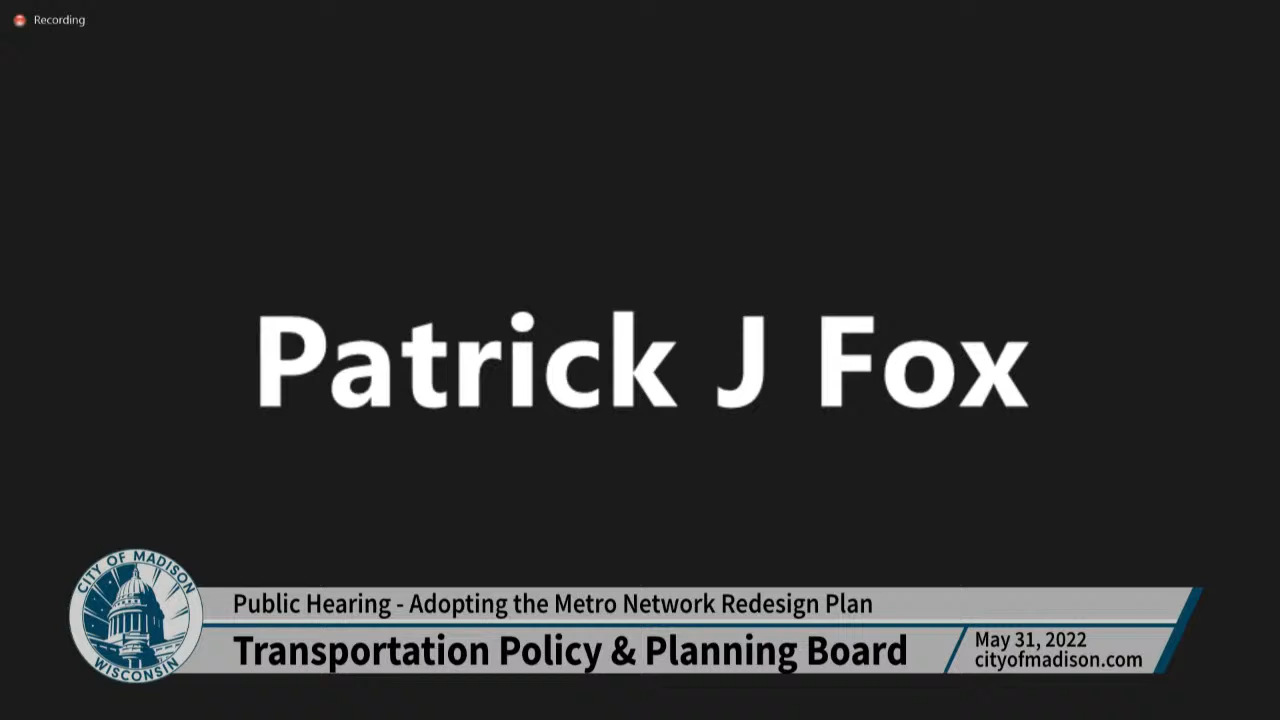 Recording
Patrick J Fox
CITY OF MADISON
WISCONSIN
Public Hearing - Adopting the Metro Network Redesign Plan
Transportation Policy & Planning Board
May 31, 2022
cityofmadison.com